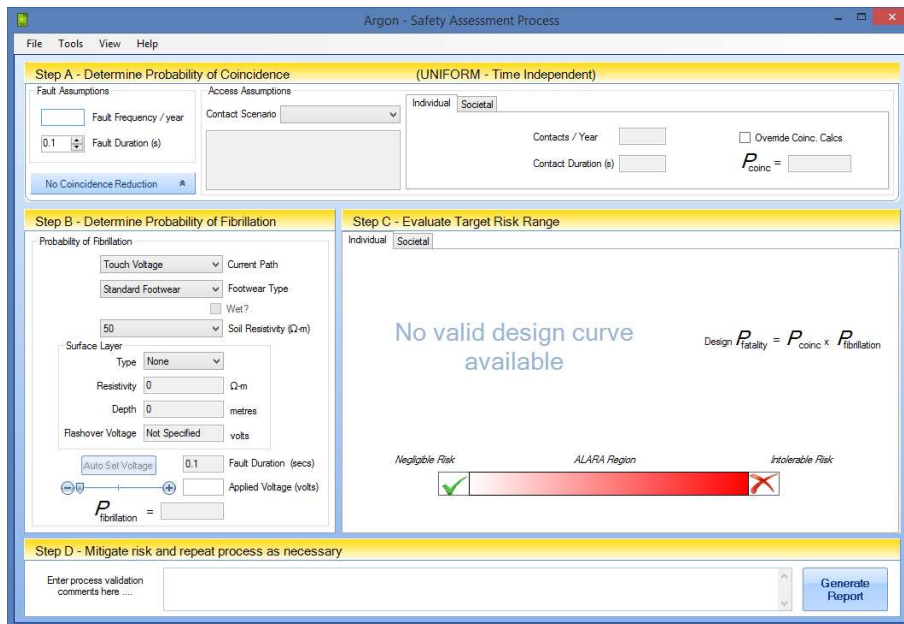 Argon - Safety Assessment Process
File Tools View Help
Step A - Determine Probability of Coincidence (UNIFORM - Time Independent)
Fault Assumptions
Fault Frequency / year
0.1 Fault Duration (s)
No Coincidence Reduction
Access Assumptions
Contact Scenario
Individual Societal
Contacts / Year
Contact Duration (s)
Override Coinc. Calcs
Pcoinc =
Step B - Determine Probability of Fibrillation
Probability of Fibrillation
Touch Voltage Current Path
Standard Footwear Footwear Type
Wet?
50 Soil Resistivity (Ω-m)
Surface Layer
Type None
Resistivity 0 Ω-m
Depth 0 metres
Flashover Voltage Not Specified volts
Auto Set Voltage 0.1 Fault Duration (secs)
Applied Voltage (volts)
Pfibrillation =
Step C - Evaluate Target Risk Range
Individual Societal
No valid design curve
available
Design Pfatality = Pcoinc x Pfibrillation
Negligible Risk ALARA Region Intolerable Risk
Step D - Mitigate risk and repeat process as necessary
Enter process validation
comments here ....
Generate
Report